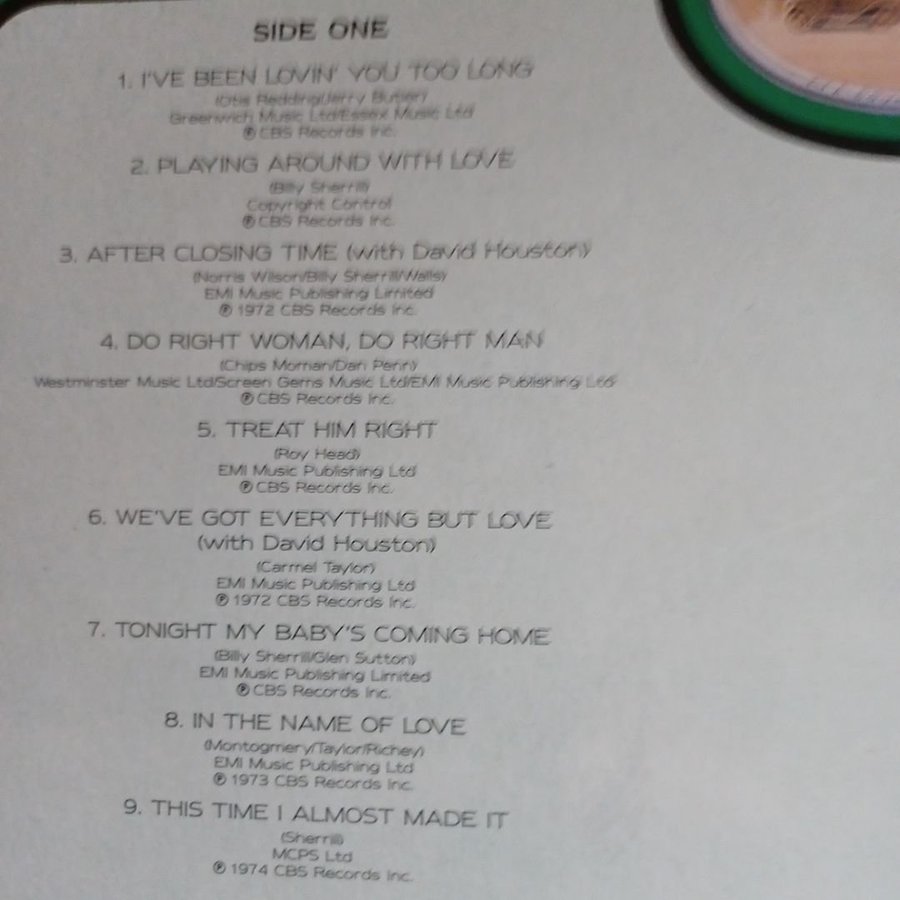 SIDE ONE
1. I'VE BEEN LOVIN' YOU TOO LONG
(Otis Redding/Jerry Butler)
Greenwich Music Ltd/Essex Music Ltd
℗ CBS Records Inc.
2. PLAYING AROUND WITH LOVE
(Billy Sherrill)
Copyright Control
℗ CBS Records Inc.
3. AFTER CLOSING TIME (with David Houston)
(Norris Wilson/Billy Sherrill/Walls)
EMI Music Publishing Limited
℗ 1972 CBS Records Inc.
4. DO RIGHT WOMAN, DO RIGHT MAN
(Chips Moman/Dan Penn)
Westminster Music Ltd/Screen Gems Music Ltd/EMI Music Publishing Ltd
℗ CBS Records Inc.
5. TREAT HIM RIGHT
(Roy Head)
EMI Music Publishing Ltd
℗ CBS Records Inc.
6. WE'VE GOT EVERYTHING BUT LOVE
(with David Houston)
(Carmel Taylor)
EMI Music Publishing Ltd
℗ 1972 CBS Records Inc.
7. TONIGHT MY BABY'S COMING HOME
(Billy Sherrill/Glen Sutton)
EMI Music Publishing Limited
℗ CBS Records Inc.
8. IN THE NAME OF LOVE
(Montogmery/Taylor/Richey)
EMI Music Publishing Ltd
℗ 1973 CBS Records Inc.
9. THIS TIME I ALMOST MADE IT
(Sherrill)
MCPS Ltd
℗ 1974 CBS Records Inc.